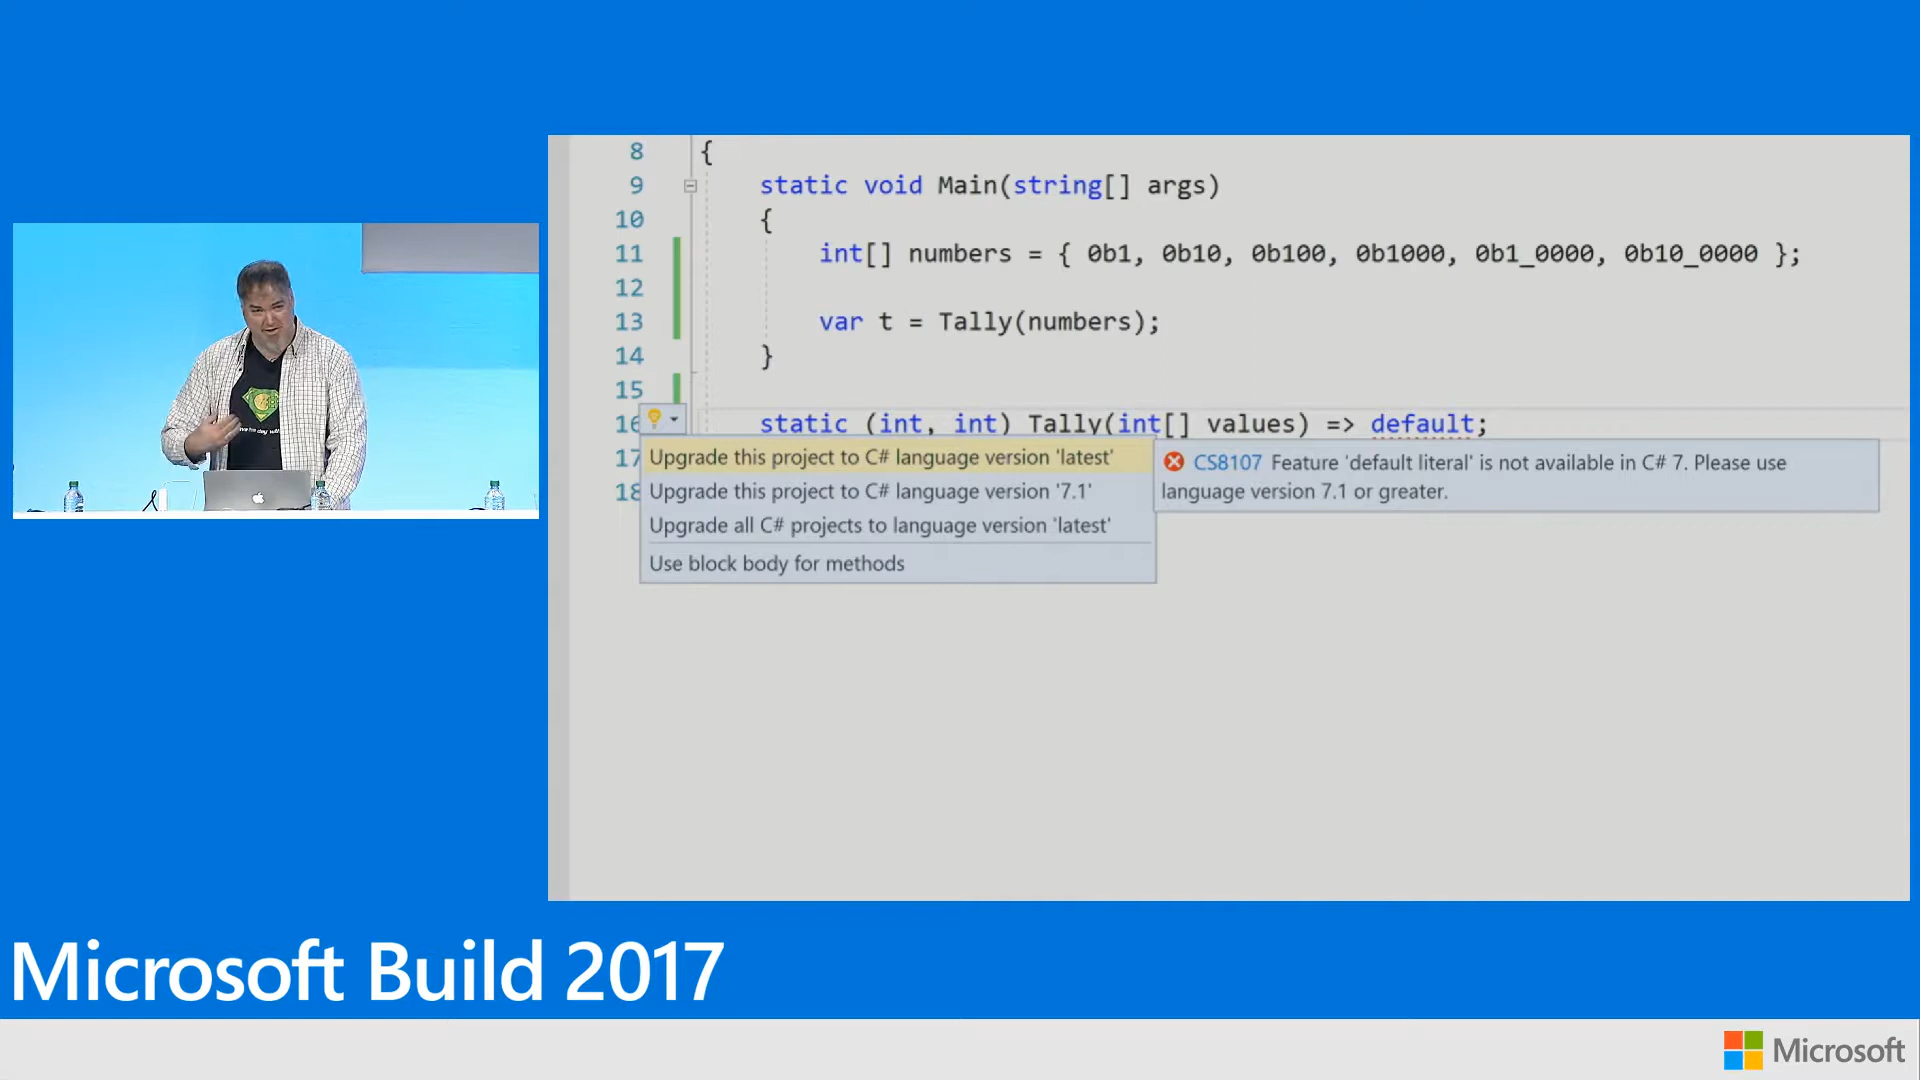 8 {
9 static void Main(string[] args)
10 {
11 int[] numbers = { 0b1, 0b10, 0b100, 0b1000, 0b1_0000, 0b10_0000 };
12
13 var t = Tally(numbers);
14 }
15
16 static (int, int) Tally(int[] values) => default;
17
18
Upgrade this project to C# language version 'latest'
Upgrade this project to C# language version '7.1'
Upgrade all C# projects to language version 'latest'
Use block body for methods
CS8107 Feature 'default literal' is not available in C# 7. Please use
language version 7.1 or greater.
Microsoft Build 2017
Microsoft